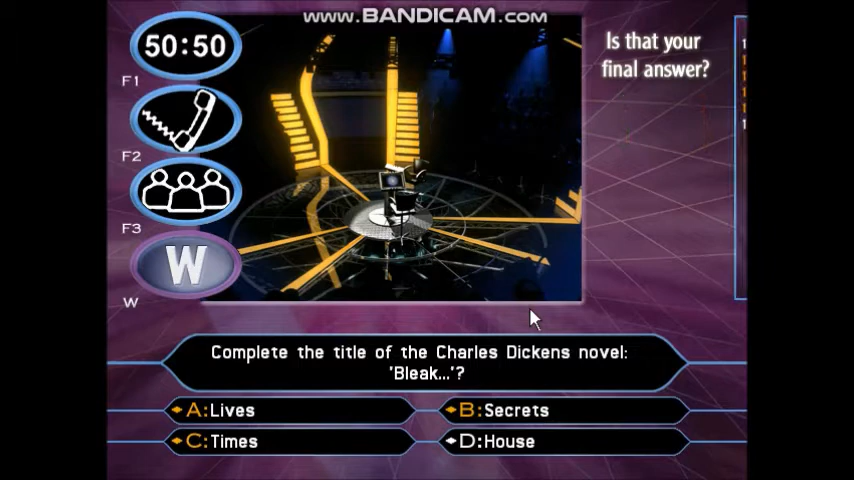 www.BANDICAM.com
50:50
F1
F2
F3
W
W
Is that your
final answer?
Complete the title of the Charles Dickens novel:
'Bleak...'?
A:Lives
B:Secrets
C:Times
D:House